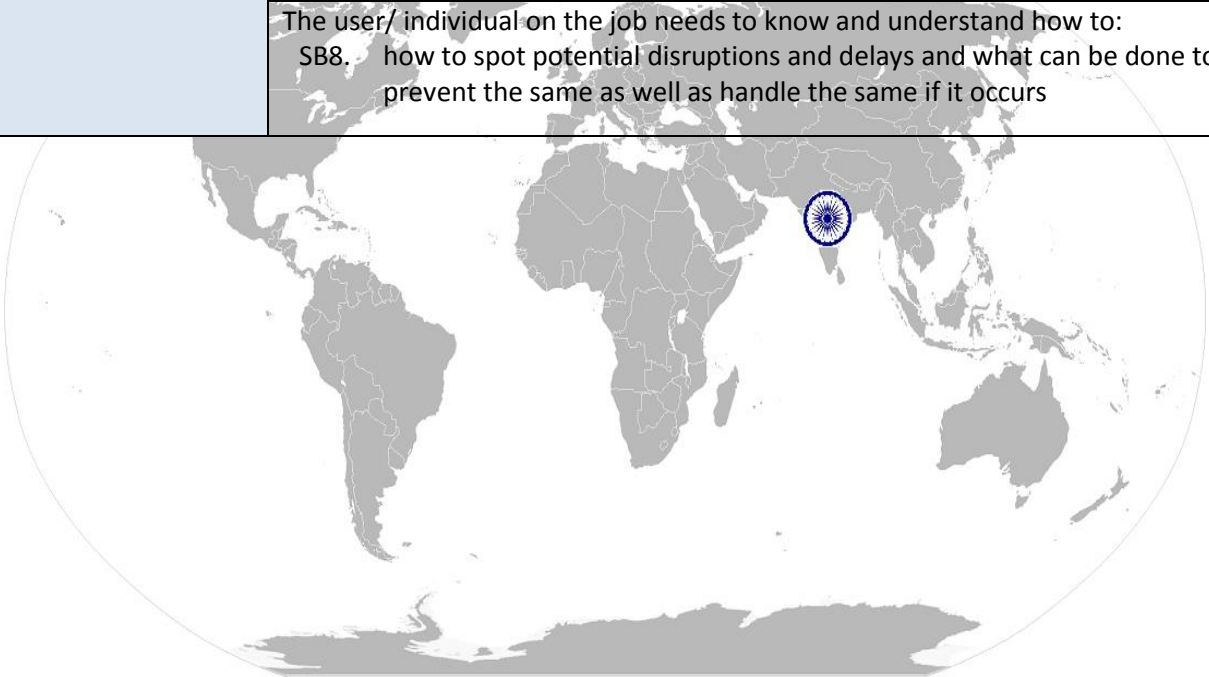 The user/ individual on the job needs to know and understand how to:
SB8. how to spot potential disruptions and delays and what can be done to
prevent the same as well as handle the same if it occurs